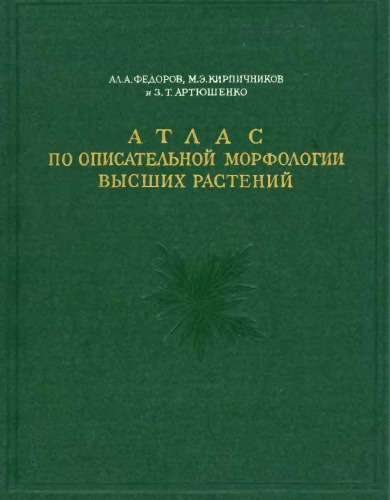 АЛ.А.ФЕДОРОВ, М.Э.КИРПИЧНИКОВ
И З.Т.АРТЮШЕНКО
АТЛАС
ПО ОПИСАТЕЛЬНОЙ МОРФОЛОГИИ
ВЫСШИХ РАСТЕНИЙ